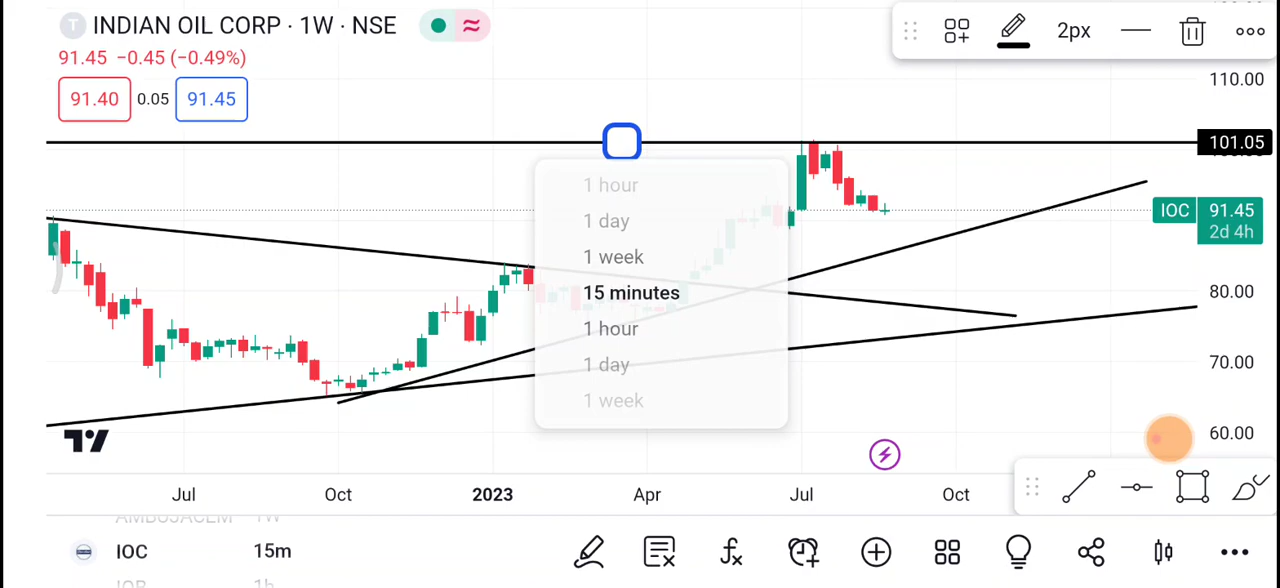 T INDIAN OIL CORP · 1W · NSE
91.45 −0.45 (−0.49%)
91.40 0.05 91.45
2px
110.00
101.05
IOC 91.45
2d 4h
80.00
70.00
60.00
1 hour
1 day
1 week
15 minutes
1 hour
1 day
1 week
Jul Oct 2023 Apr Jul Oct
AMBUJACEM 1W
IOC 15m
IOB 1h